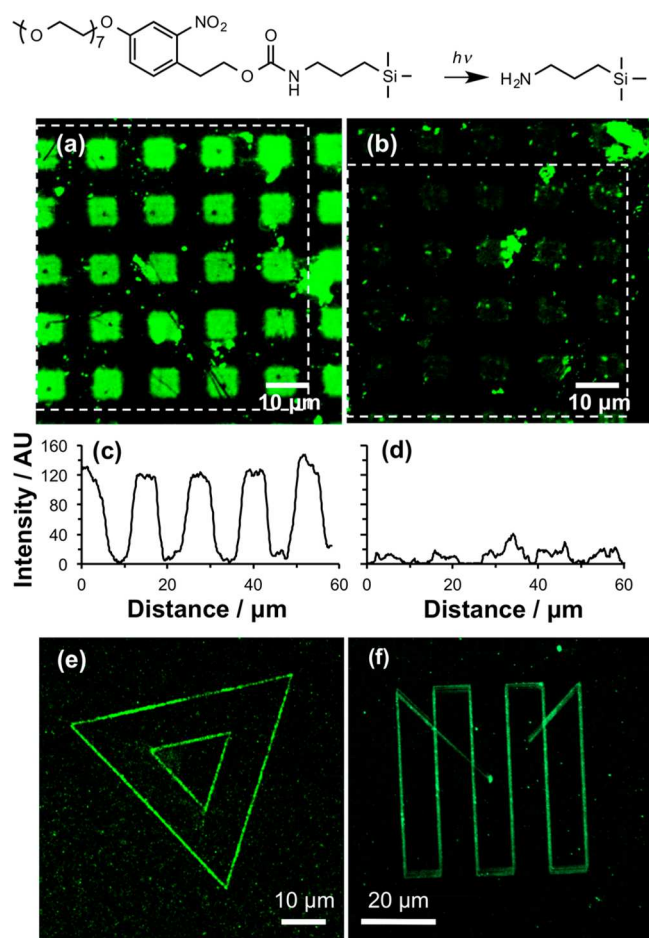 O
7
O
NO₂
O
O
N
H
Si
hν
H₂N
Si
(a)
(b)
10 µm
10 µm
Intensity / AU
160
120
80
40
0
(c)
(d)
0 20 40 60
0 20 40 60
Distance / µm
Distance / µm
(e)
(f)
10 µm
20 µm